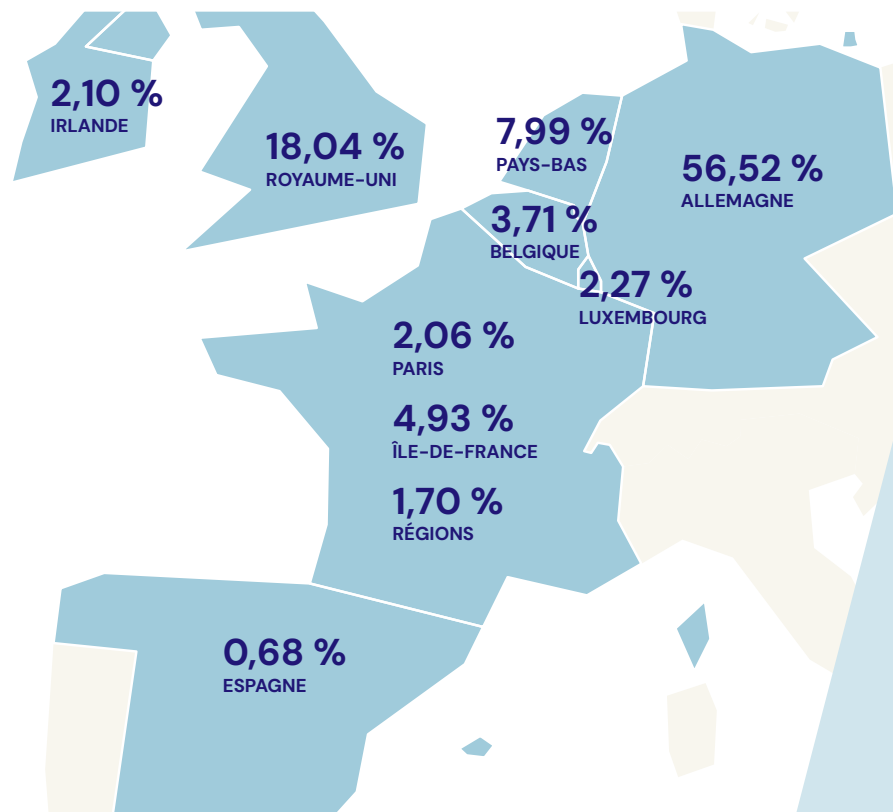 2,10 %
IRLANDE
18,04 %
ROYAUME-UNI
7,99 %
PAYS-BAS
56,52 %
ALLEMAGNE
3,71 %
BELGIQUE
2,27 %
LUXEMBOURG
2,06 %
PARIS
4,93 %
ÎLE-DE-FRANCE
1,70 %
RÉGIONS
0,68 %
ESPAGNE